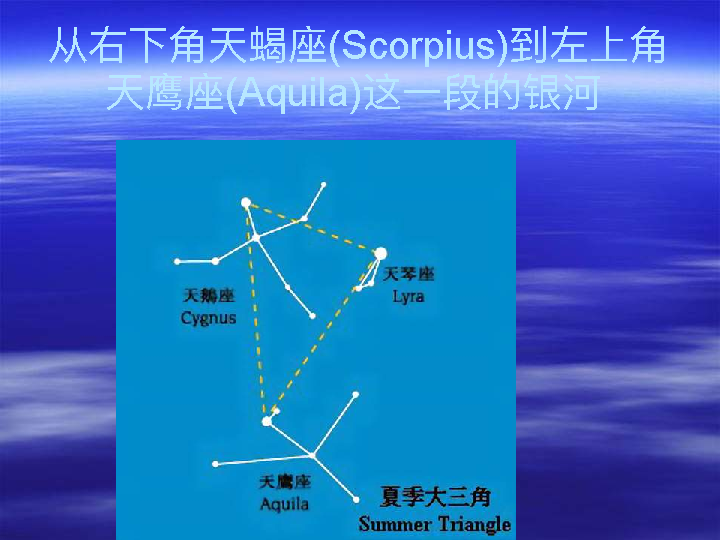 从右下角天蝎座(Scorpius)到左上角
天鹰座(Aquila)这一段的银河
天琴座
Lyra
天鵝座
Cygnus
天鷹座
Aquila
夏季大三角
Summer Triangle